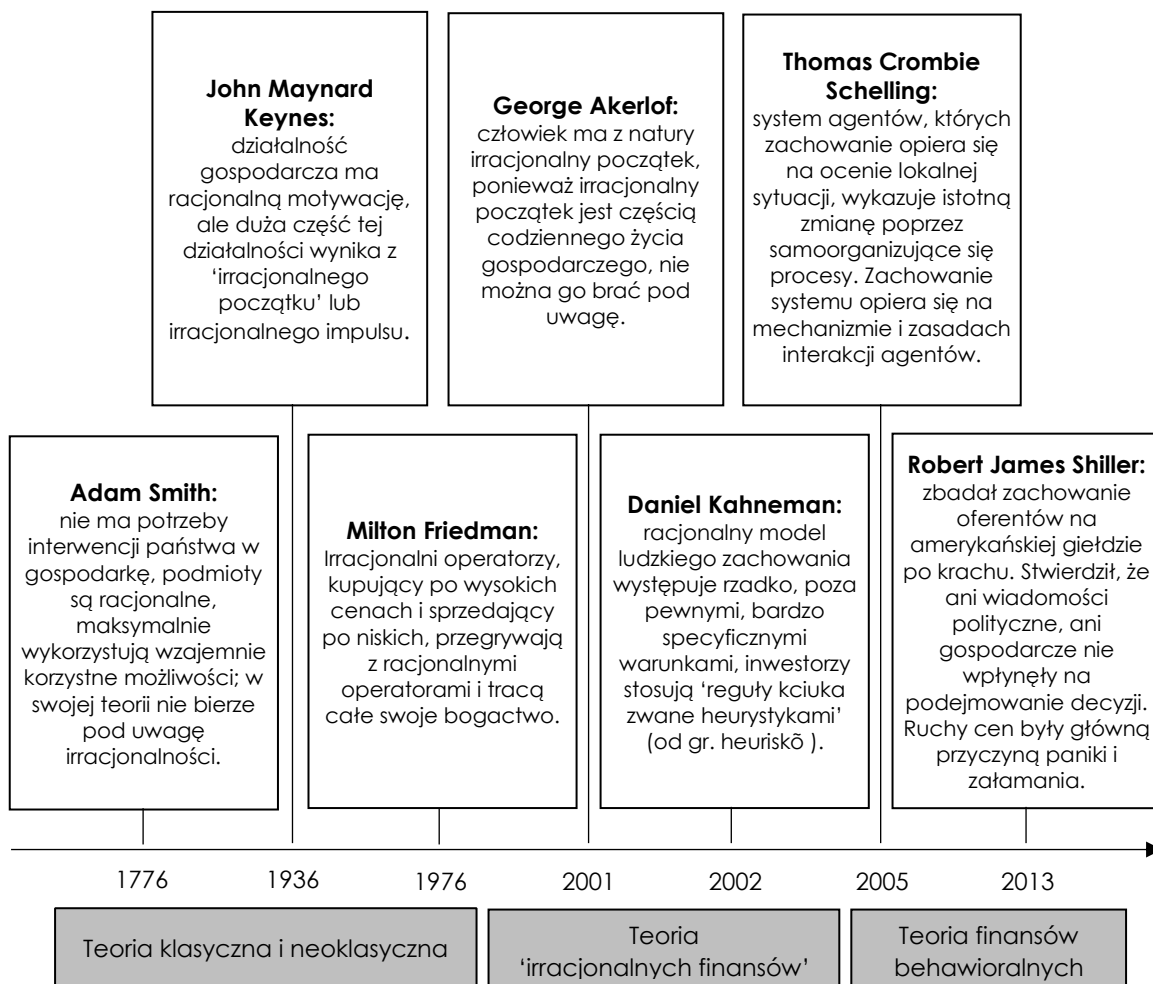 John Maynard
Keynes:
działalność
gospodarcza ma
racjonalną motywację,
ale duża część tej
działalności wynika z
‘irracjonalnego
początku’ lub
irracjonalnego impulsu.
George Akerlof:
człowiek ma z natury
irracjonalny początek,
ponieważ irracjonalny
początek jest częścią
codziennego życia
gospodarczego, nie
można go brać pod
uwagę.
Thomas Crombie
Schelling:
system agentów, których
zachowanie opiera się
na ocenie lokalnej
sytuacji, wykazuje istotną
zmianę poprzez
samoorganizujące się
procesy. Zachowanie
systemu opiera się na
mechanizmie i zasadach
interakcji agentów.
Adam Smith:
nie ma potrzeby
interwencji państwa w
gospodarkę, podmioty
są racjonalne,
maksymalnie
wykorzystują wzajemnie
korzystne możliwości; w
swojej teorii nie bierze
pod uwagę
irracjonalności.
Milton Friedman:
Irracjonalni operatorzy,
kupujący po wysokich
cenach i sprzedający
po niskich, przegrywają
z racjonalnymi
operatorami i tracą
całe swoje bogactwo.
Daniel Kahneman:
racjonalny model
ludzkiego zachowania
występuje rzadko, poza
pewnymi, bardzo
specyficznymi
warunkami, inwestorzy
stosują ‘reguły kciuka
zwane heurystykami’
(od gr. heuriskō ).
Robert James Shiller:
zbadał zachowanie
oferentów na
amerykańskiej giełdzie
po krachu. Stwierdził, że
ani wiadomości
polityczne, ani
gospodarcze nie
wpłynęły na
podejmowanie decyzji.
Ruchy cen były główną
przyczyną paniki i
załamania.
1776 1936 1976 2001 2002 2005 2013
Teoria klasyczna i neoklasyczna
Teoria
‘irracjonalnych finansów’
Teoria finansów
behawioralnych